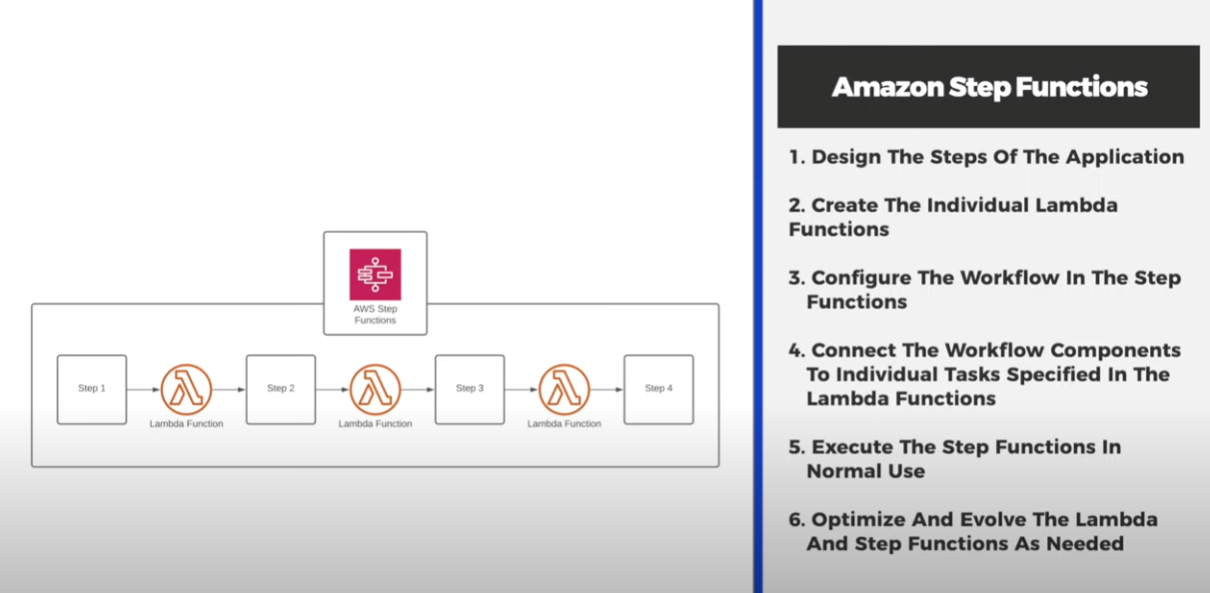 AWS Step
Functions
Step 1
Step 2
Step 3
Step 4
Lambda Function
Lambda Function
Lambda Function
Amazon Step Functions
1. Design The Steps Of The Application
2. Create The Individual Lambda
Functions
3. Configure The Workflow In The Step
Functions
4. Connect The Workflow Components
To Individual Tasks Specified In The
Lambda Functions
5. Execute The Step Functions In
Normal Use
6. Optimize And Evolve The Lambda
And Step Functions As Needed